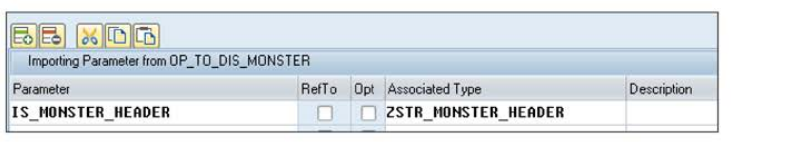 Importing Parameter from OP_TO_DIS_MONSTER
Parameter RefTo Opt Associated Type Description
IS_MONSTER_HEADER ZSTR_MONSTER_HEADER